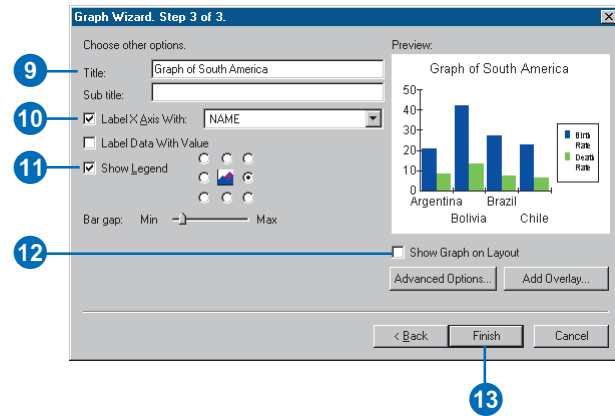 Graph Wizard. Step 3 of 3.
Choose other options.
9
Title:
Graph of South America
Sub title:
10
Label X Axis With:
NAME
Label Data With Value
11
Show Legend
Bar gap:
Min
Max
12
Preview:
Graph of South America
50
40
30
20
10
0
Argentina
Bolivia
Brazil
Chile
Birth
Rate
Death
Rate
Show Graph on Layout
Advanced Options...
Add Overlay...
< Back
Finish
Cancel
13